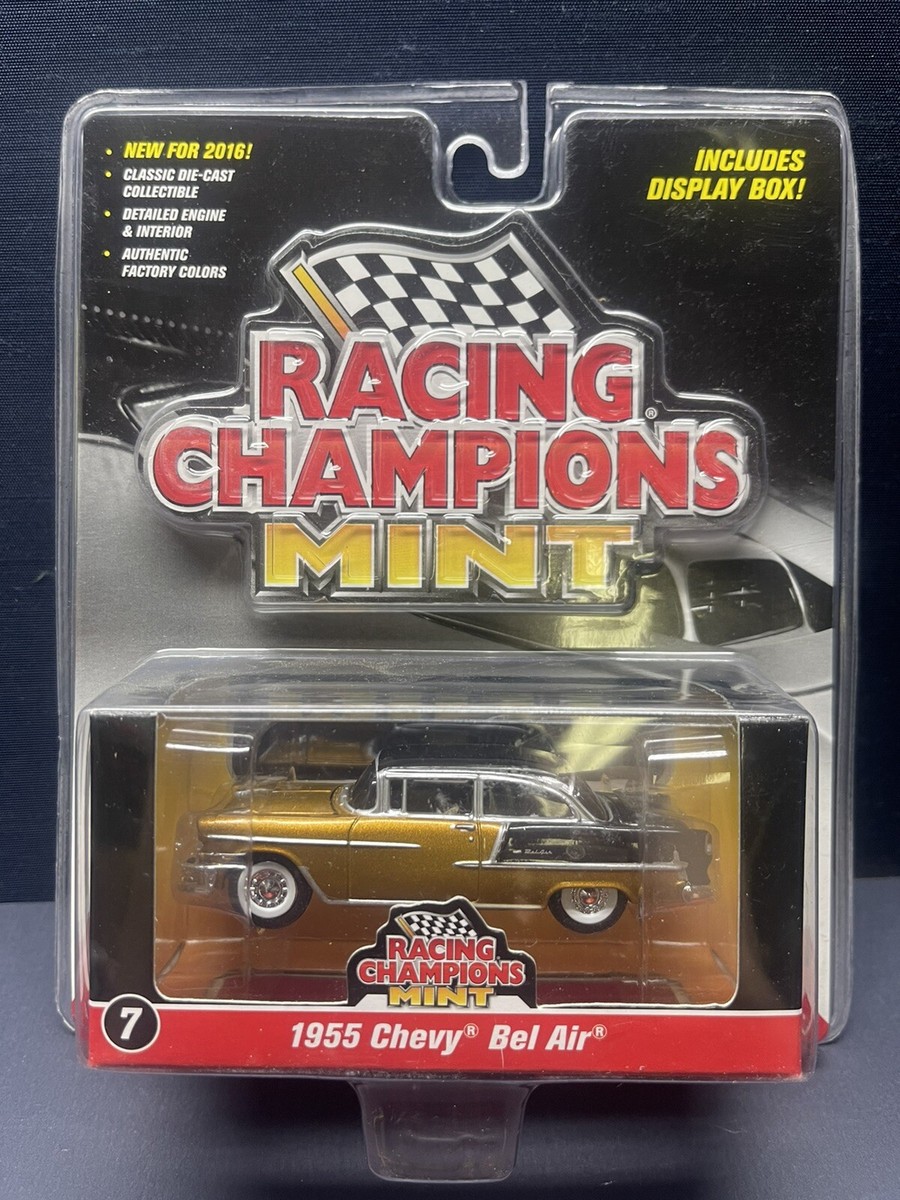 • NEW FOR 2016!
• CLASSIC DIE-CAST
COLLECTIBLE
• DETAILED ENGINE
& INTERIOR
• AUTHENTIC
FACTORY COLORS
INCLUDES
DISPLAY BOX!
RACING®
CHAMPIONS
MINT
Bel Air
RACING
CHAMPIONS
MINT
7
1955 Chevy® Bel Air®